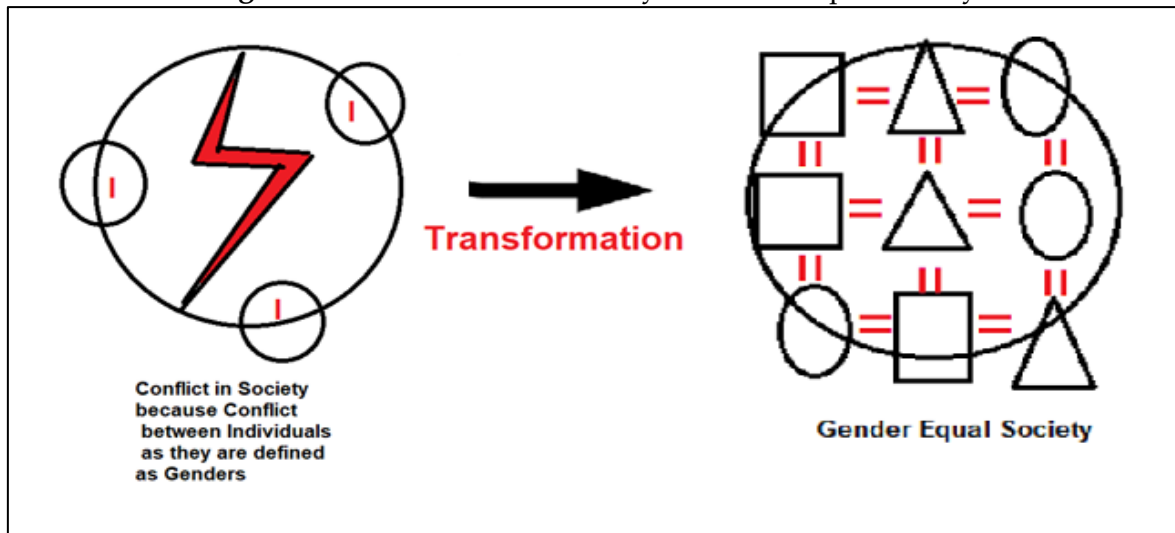 I
I
I
Transformation
Conflict in Society
because Conflict
between Individuals
as they are defined
as Genders
Gender Equal Society